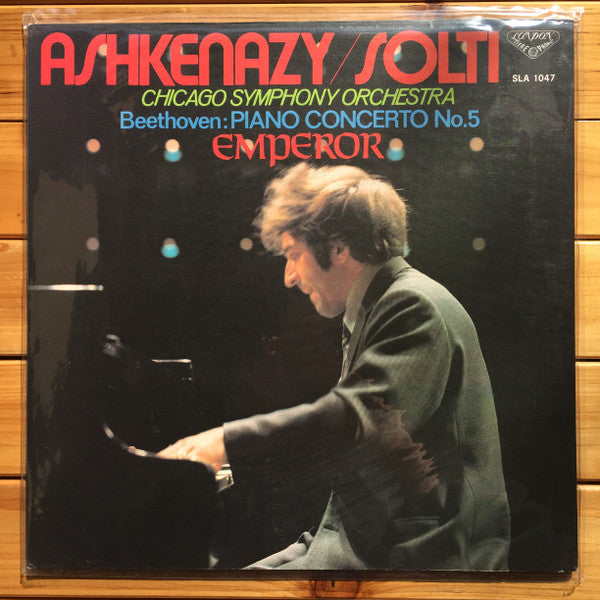 ASHKENAZY/SOLTI
LONDON
SLA 1047
CHICAGO SYMPHONY ORCHESTRA
Beethoven: PIANO CONCERTO No.5
EMPEROR